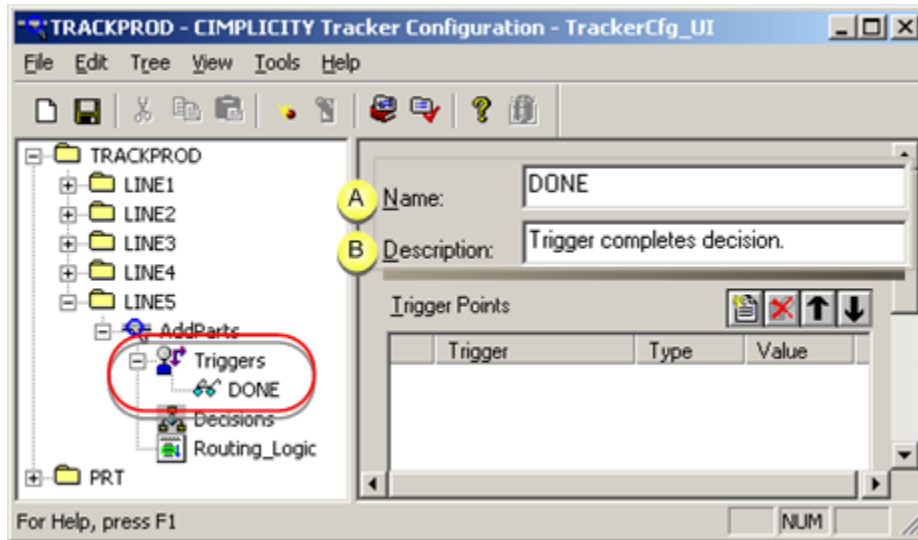 TRACKPROD - CIMPLICITY Tracker Configuration - TrackerCfg_UI
File Edit Tree View Tools Help
TRACKPROD
LINE1
LINE2
LINE3
LINE4
LINE5
AddParts
Triggers
DONE
Decisions
Routing_Logic
PRT
A Name: DONE
B Description: Trigger completes decision.
Trigger Points
Trigger Type Value
For Help, press F1 NUM